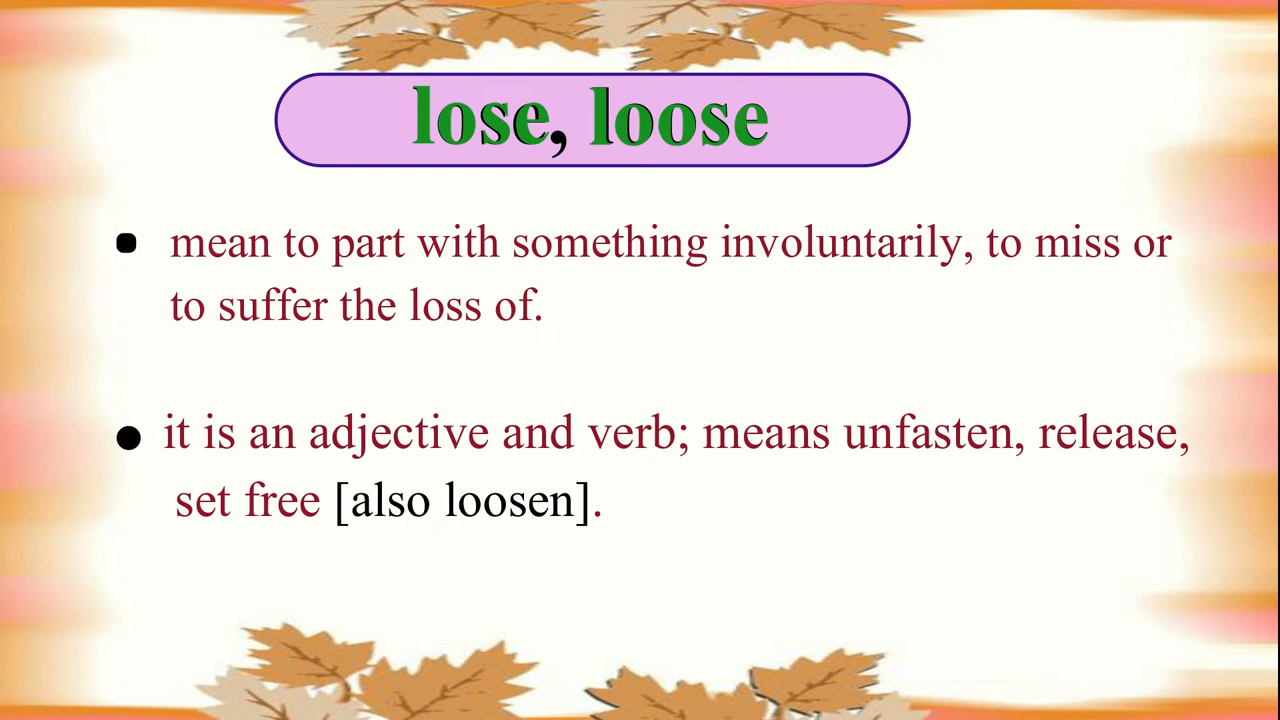 lose, loose
• mean to part with something involuntarily, to miss or
to suffer the loss of.
• it is an adjective and verb; means unfasten, release,
set free [also loosen].